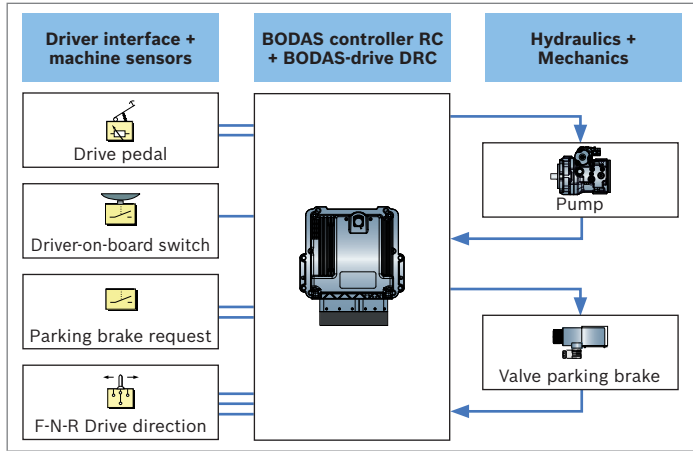 Driver interface +
machine sensors
BODAS controller RC
+ BODAS-drive DRC
Hydraulics +
Mechanics
Drive pedal
Driver-on-board switch
Parking brake request
F-N-R Drive direction
Pump
Valve parking brake